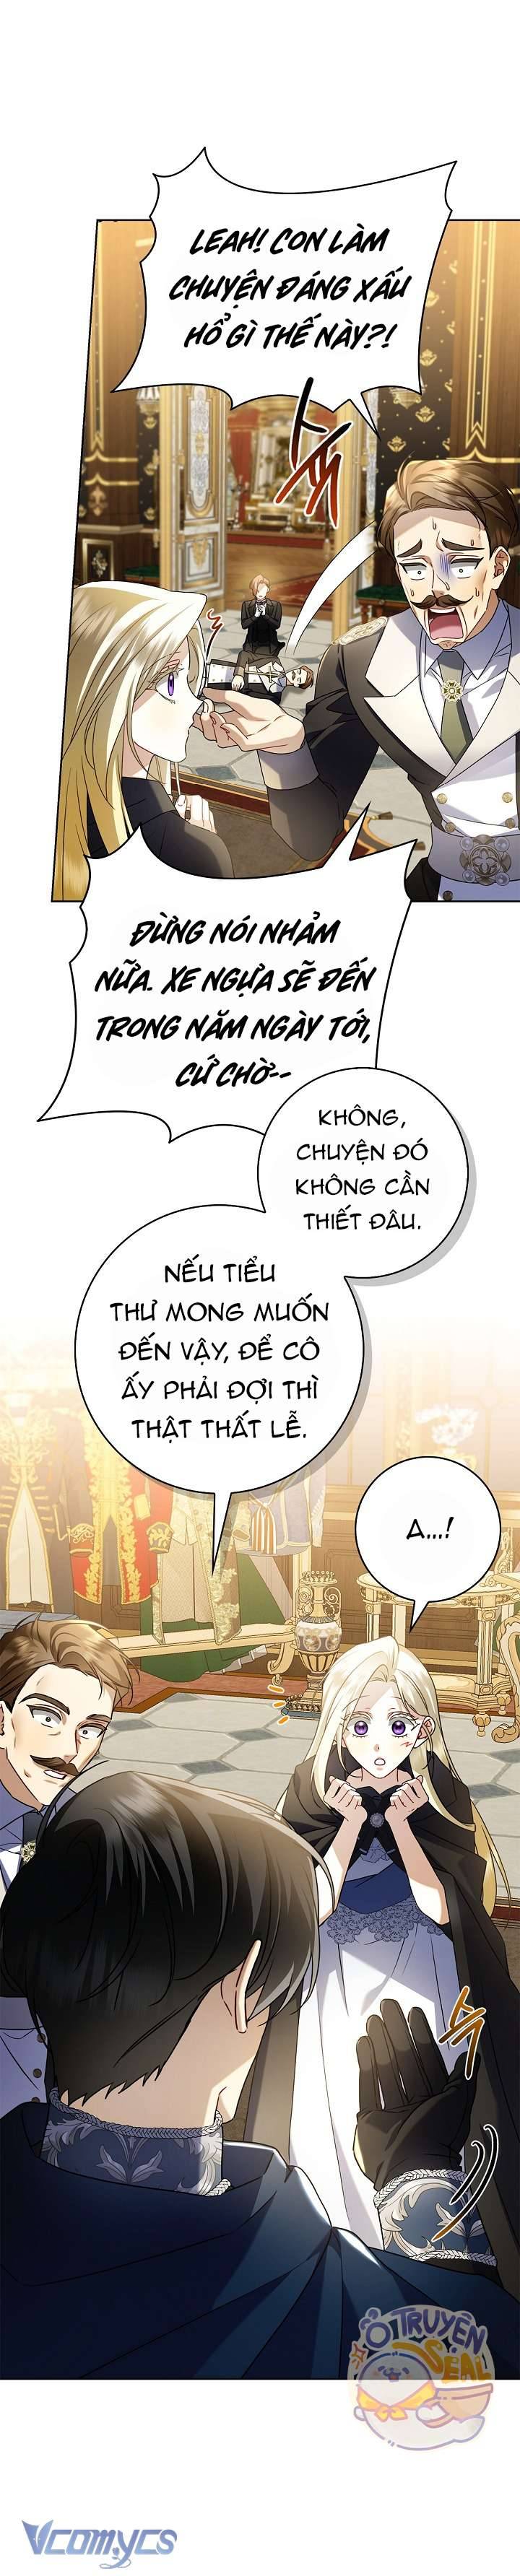 LEAH! CON LÀM
CHUYỆN ĐÁNG XẤU
HỔ GÌ THẾ NÀY?!
ĐỪNG NÓI NHẢM
NỮA. XE NGỰA SẼ ĐẾN
TRONG NĂM NGÀY TỚI,
CỨ CHỜ--
KHÔNG,
CHUYỆN ĐÓ
KHÔNG CẦN
THIẾT ĐÂU.
NẾU TIỂU
THƯ MONG MUỐN
ĐẾN VẬY, ĐỂ CÔ
ẤY PHẢI ĐỢI THÌ
THẬT THẤT LỄ.
A...!
Ổ TRUYỆN
SEAL
VCOMYCS